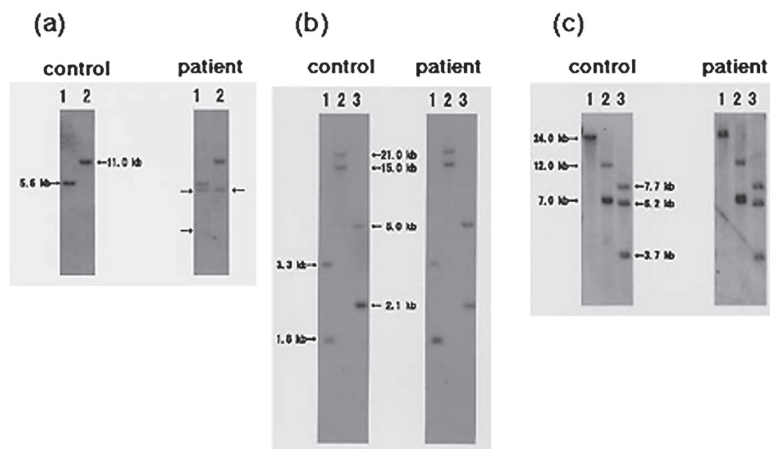 (a)
control
patient
1 2
1 2
←11.0 kb
5.6 kb→
→
←
→
(b)
control
patient
1 2 3
1 2 3
←21.0 kb
←15.0 kb
← 5.0 kb
3.3 kb→
← 2.1 kb
1.6 kb→
(c)
control
patient
1 2 3
1 2 3
24.0 kb→
12.0 kb→
←7.7 kb
7.0 kb→
←6.2 kb
←3.7 kb